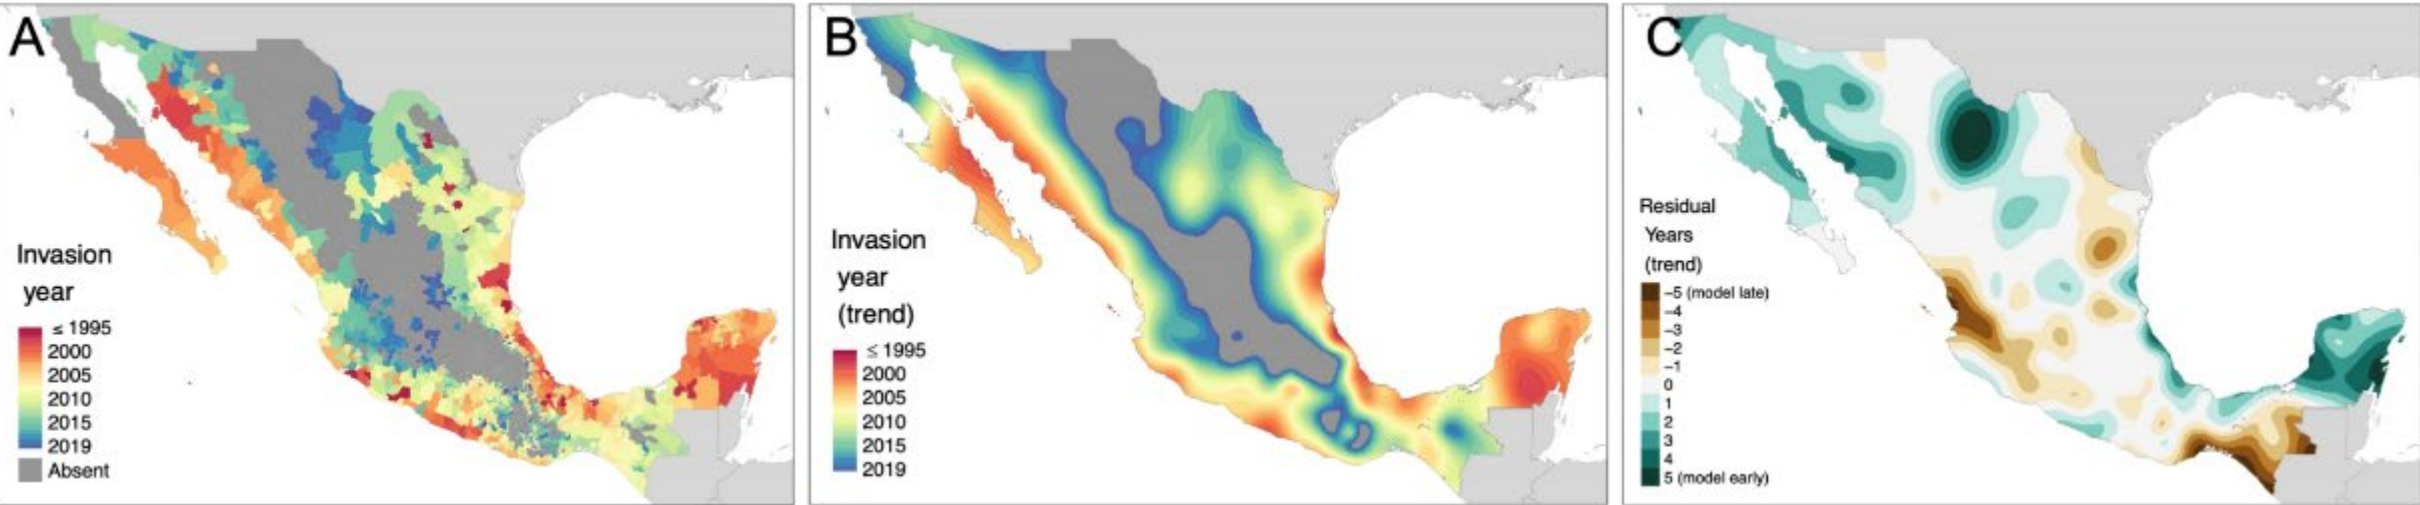 A
Invasion
year
≤ 1995
2000
2005
2010
2015
2019
Absent
B
Invasion
year
(trend)
≤ 1995
2000
2005
2010
2015
2019
C
Residual
Years
(trend)
−5 (model late)
−4
−3
−2
−1
0
1
2
3
4
5 (model early)